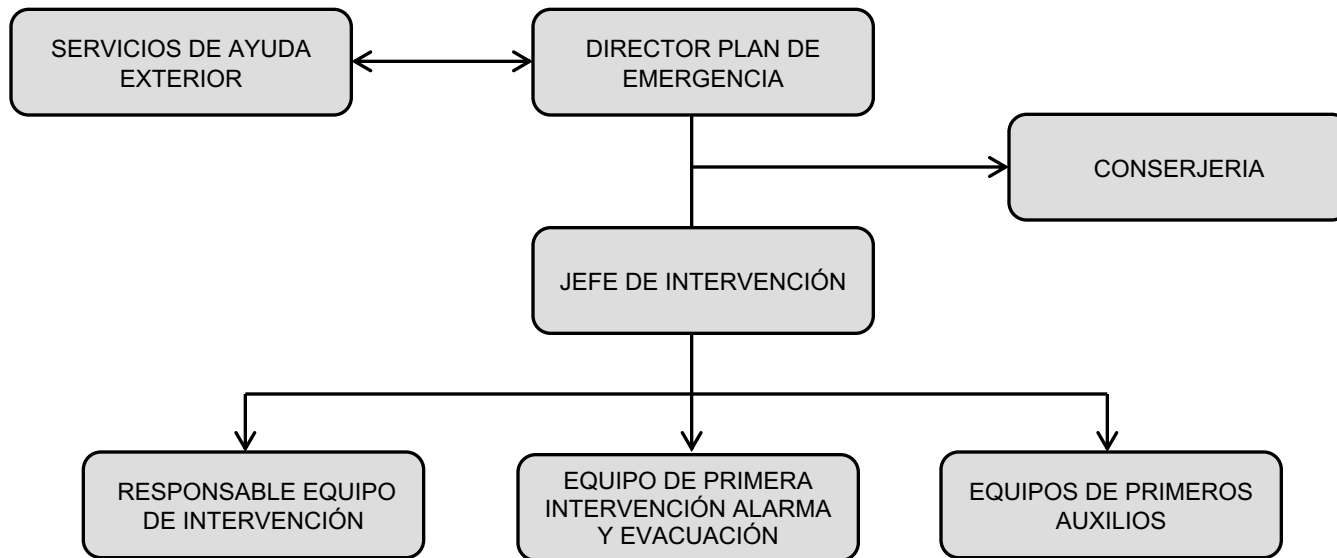 SERVICIOS DE AYUDA
EXTERIOR
DIRECTOR PLAN DE
EMERGENCIA
CONSERJERIA
JEFE DE INTERVENCIÓN
RESPONSABLE EQUIPO
DE INTERVENCIÓN
EQUIPO DE PRIMERA
INTERVENCIÓN ALARMA
Y EVACUACIÓN
EQUIPOS DE PRIMEROS
AUXILIOS